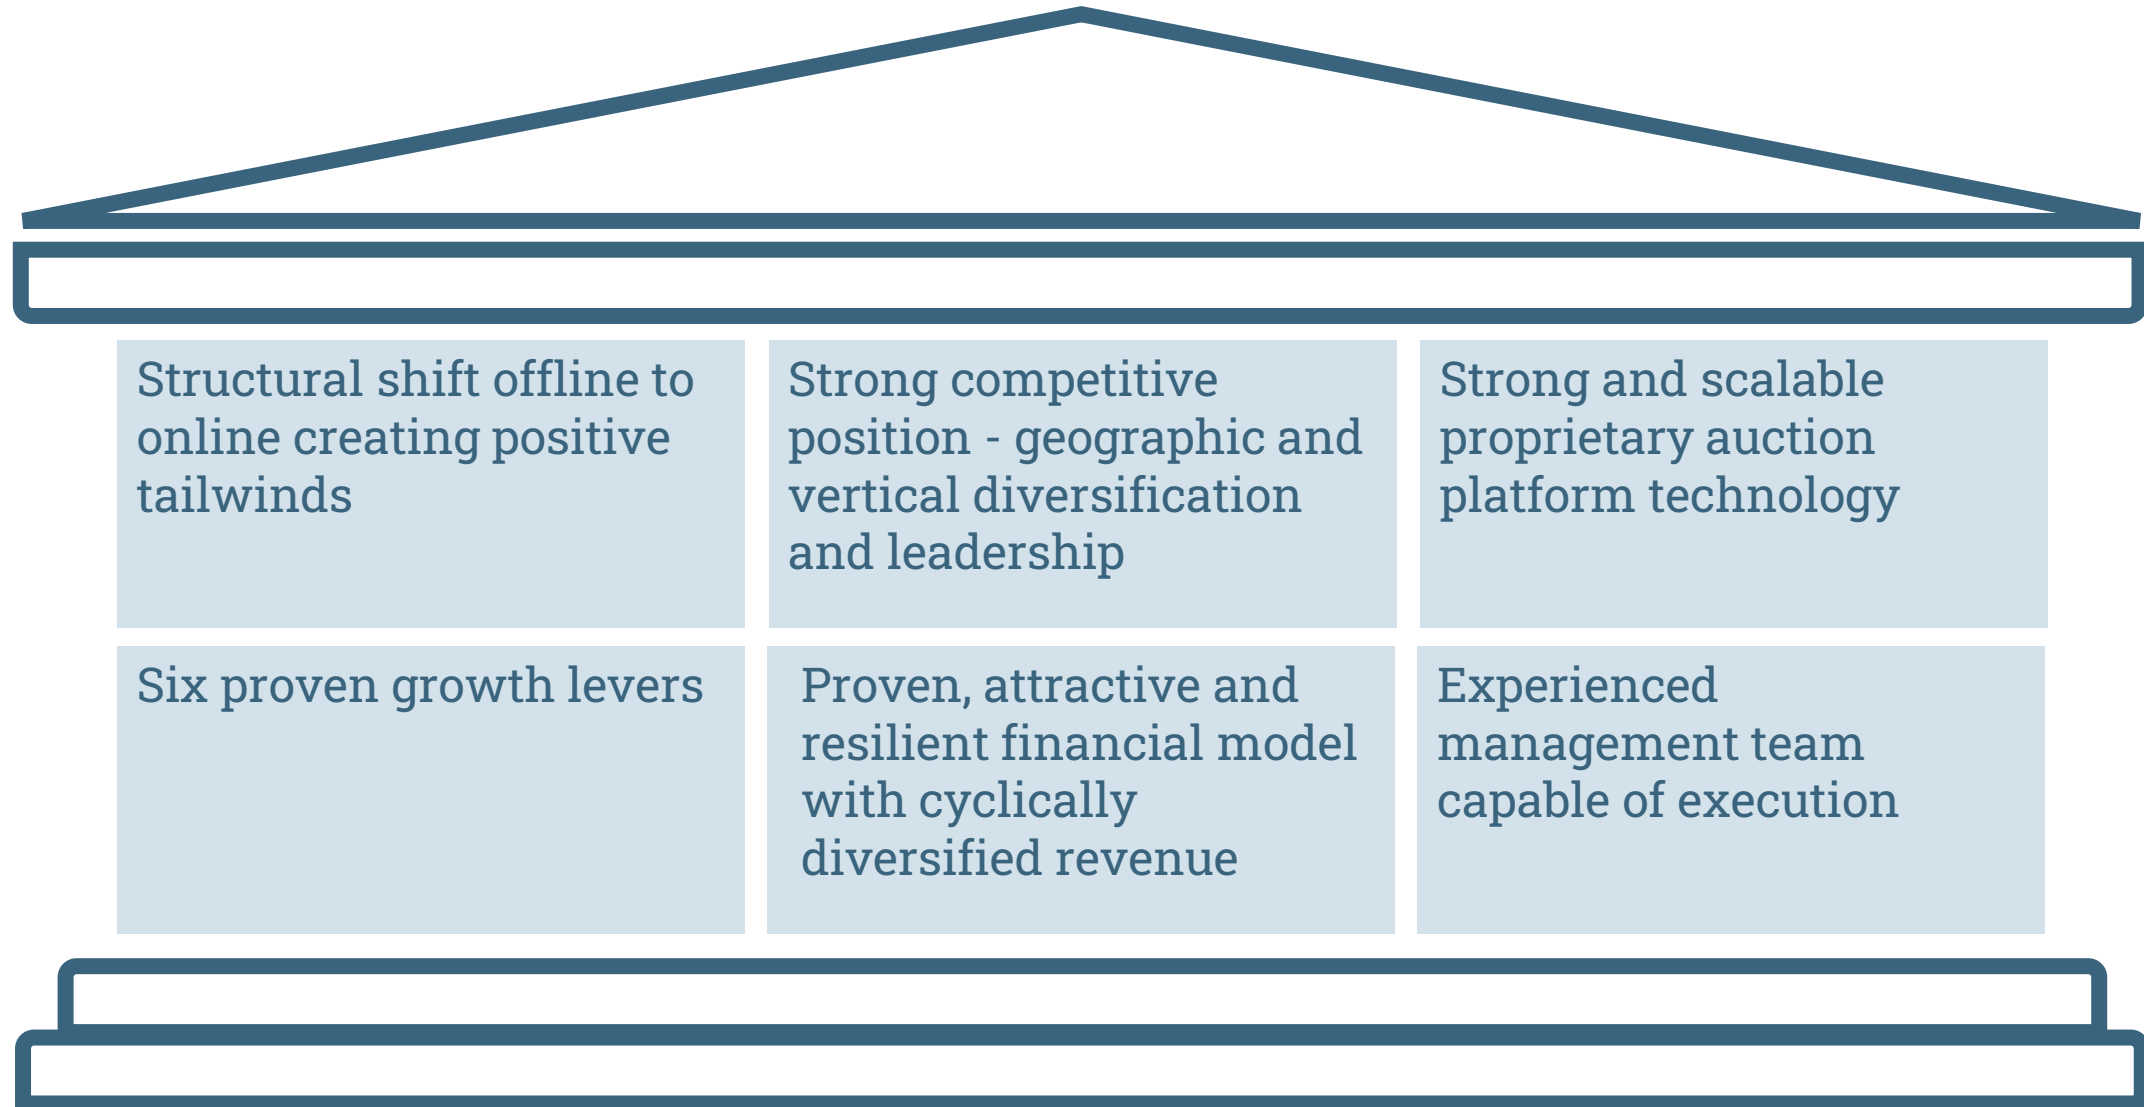 Structural shift offline to
online creating positive
tailwinds
Strong competitive
position - geographic and
vertical diversification
and leadership
Strong and scalable
proprietary auction
platform technology
Six proven growth levers
Proven, attractive and
resilient financial model
with cyclically
diversified revenue
Experienced
management team
capable of execution